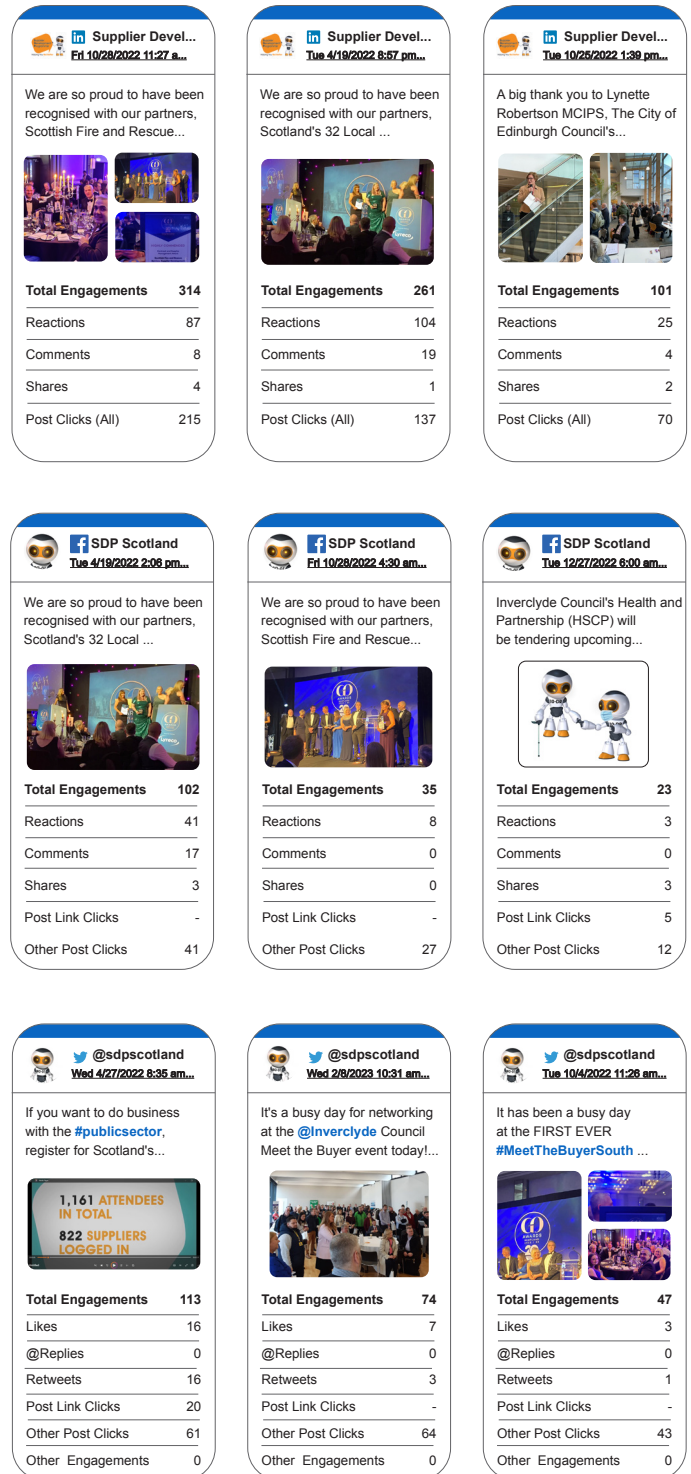 Supplier Devel...
Fri 10/28/2022 11:27 a...
We are so proud to have been
recognised with our partners,
Scottish Fire and Rescue...
Total Engagements 314
Reactions 87
Comments 8
Shares 4
Post Clicks (All) 215
Supplier Devel...
Tue 4/19/2022 8:57 pm...
We are so proud to have been
recognised with our partners,
Scotland's 32 Local ...
Total Engagements 261
Reactions 104
Comments 19
Shares 1
Post Clicks (All) 137
Supplier Devel...
Tue 10/25/2022 1:39 pm...
A big thank you to Lynette
Robertson MCIPS, The City of
Edinburgh Council's...
Total Engagements 101
Reactions 25
Comments 4
Shares 2
Post Clicks (All) 70
SDP Scotland
Tue 4/19/2022 2:06 pm...
We are so proud to have been
recognised with our partners,
Scotland's 32 Local ...
Total Engagements 102
Reactions 41
Comments 17
Shares 3
Post Link Clicks -
Other Post Clicks 41
SDP Scotland
Fri 10/28/2022 4:30 am...
We are so proud to have been
recognised with our partners,
Scottish Fire and Rescue...
Total Engagements 35
Reactions 8
Comments 0
Shares 0
Post Link Clicks -
Other Post Clicks 27
SDP Scotland
Tue 12/27/2022 6:00 am...
Inverclyde Council's Health and
Partnership (HSCP) will
be tendering upcoming...
Total Engagements 23
Reactions 3
Comments 0
Shares 3
Post Link Clicks 5
Other Post Clicks 12
@sdpscotland
Wed 4/27/2022 8:35 am...
If you want to do business
with the #publicsector,
register for Scotland's...
1,161 ATTENDEES
IN TOTAL
822 SUPPLIERS
LOGGED IN
Total Engagements 113
Likes 16
@Replies 0
Retweets 16
Post Link Clicks 20
Other Post Clicks 61
Other Engagements 0
@sdpscotland
Wed 2/8/2023 10:31 am...
It's a busy day for networking
at the @Inverclyde Council
Meet the Buyer event today!...
Total Engagements 74
Likes 7
@Replies 0
Retweets 3
Post Link Clicks -
Other Post Clicks 64
Other Engagements 0
@sdpscotland
Tue 10/4/2022 11:26 am...
It has been a busy day
at the FIRST EVER
#MeetTheBuyerSouth ...
GO
AWARDS
Total Engagements 47
Likes 3
@Replies 0
Retweets 1
Post Link Clicks -
Other Post Clicks 43
Other Engagements 0